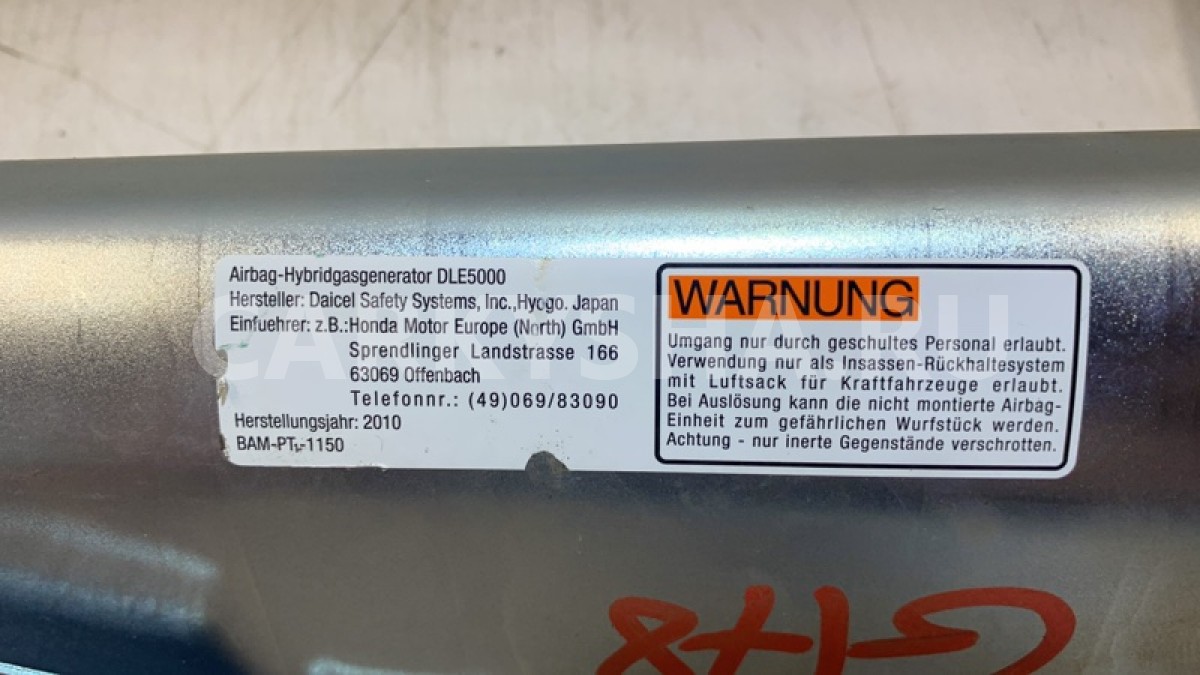 Airbag-Hybridgasgenerator DLE5000
Hersteller: Daicel Safety Systems, Inc.,Hyogo. Japan
Einfuehrer: z.B.:Honda Motor Europe (North) GmbH
Sprendlinger Landstrasse 166
63069 Offenbach
Telefonnr.: (49)069/83090
Herstellungsjahr: 2010
BAM-PT₁-1150
WARNUNG
Umgang nur durch geschultes Personal erlaubt.
Verwendung nur als Insassen-Rückhaltesystem
mit Luftsack für Kraftfahrzeuge erlaubt.
Bei Auslösung kann die nicht montierte Airbag-
Einheit zum gefährlichen Wurfstück werden.
Achtung - nur inerte Gegenstände verschrotten.
CARKYSHA.RU